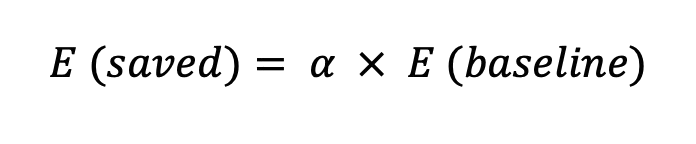 E (saved) = α × E (baseline)